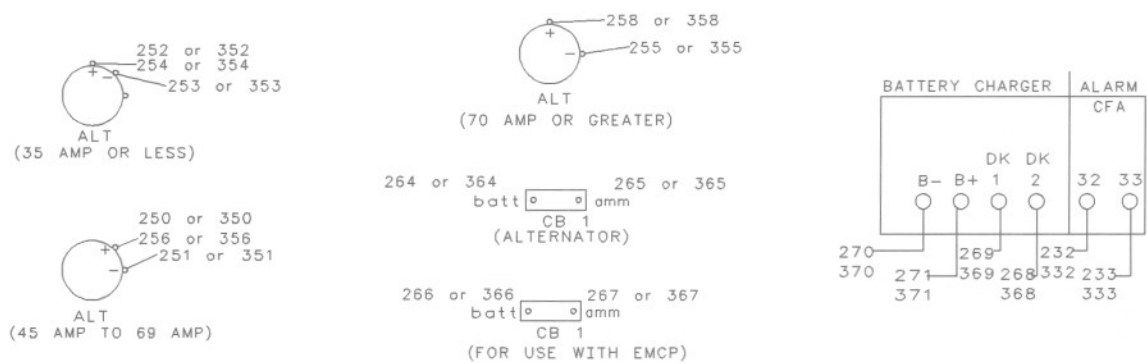 252 or 352
254 or 354
253 or 353
+
−
ALT
(35 AMP OR LESS)
250 or 350
256 or 356
251 or 351
+
−
ALT
(45 AMP TO 69 AMP)
258 or 358
255 or 355
+
−
ALT
(70 AMP OR GREATER)
264 or 364
265 or 365
batt
amm
CB 1
(ALTERNATOR)
266 or 366
267 or 367
batt
amm
CB 1
(FOR USE WITH EMCP)
BATTERY CHARGER
ALARM
CFA
DK DK
B− B+ 1 2 32 33
270 269 232
370 271 369 268 332 233
371 368 333